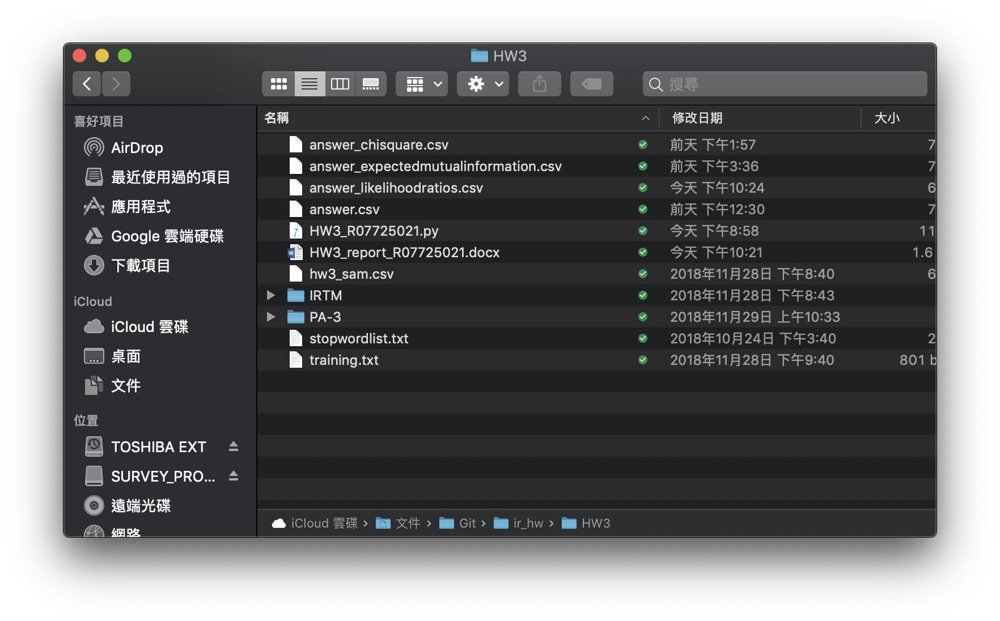 HW3
搜尋
喜好項目
AirDrop
最近使用過的項目
應用程式
Google 雲端硬碟
下載項目
iCloud
iCloud 雲碟
桌面
文件
位置
TOSHIBA EXT
SURVEY_PRO...
遠端光碟
網路
名稱 修改日期 大小
answer_chisquare.csv 前天 下午1:57 7
answer_expectedmutualinformation.csv 前天 下午3:36 7
answer_likelihoodratios.csv 今天 下午10:24 6
answer.csv 前天 下午12:30 7
HW3_R07725021.py 今天 下午8:58 11
HW3_report_R07725021.docx 今天 下午10:21 1.6
hw3_sam.csv 2018年11月28日 下午8:40 6
IRTM 2018年11月28日 下午8:43
PA-3 2018年11月29日 上午10:33
stopwordlist.txt 2018年10月24日 下午3:40 2
training.txt 2018年11月28日 下午9:40 801 b
iCloud 雲碟 › 文件 › Git › ir_hw › HW3